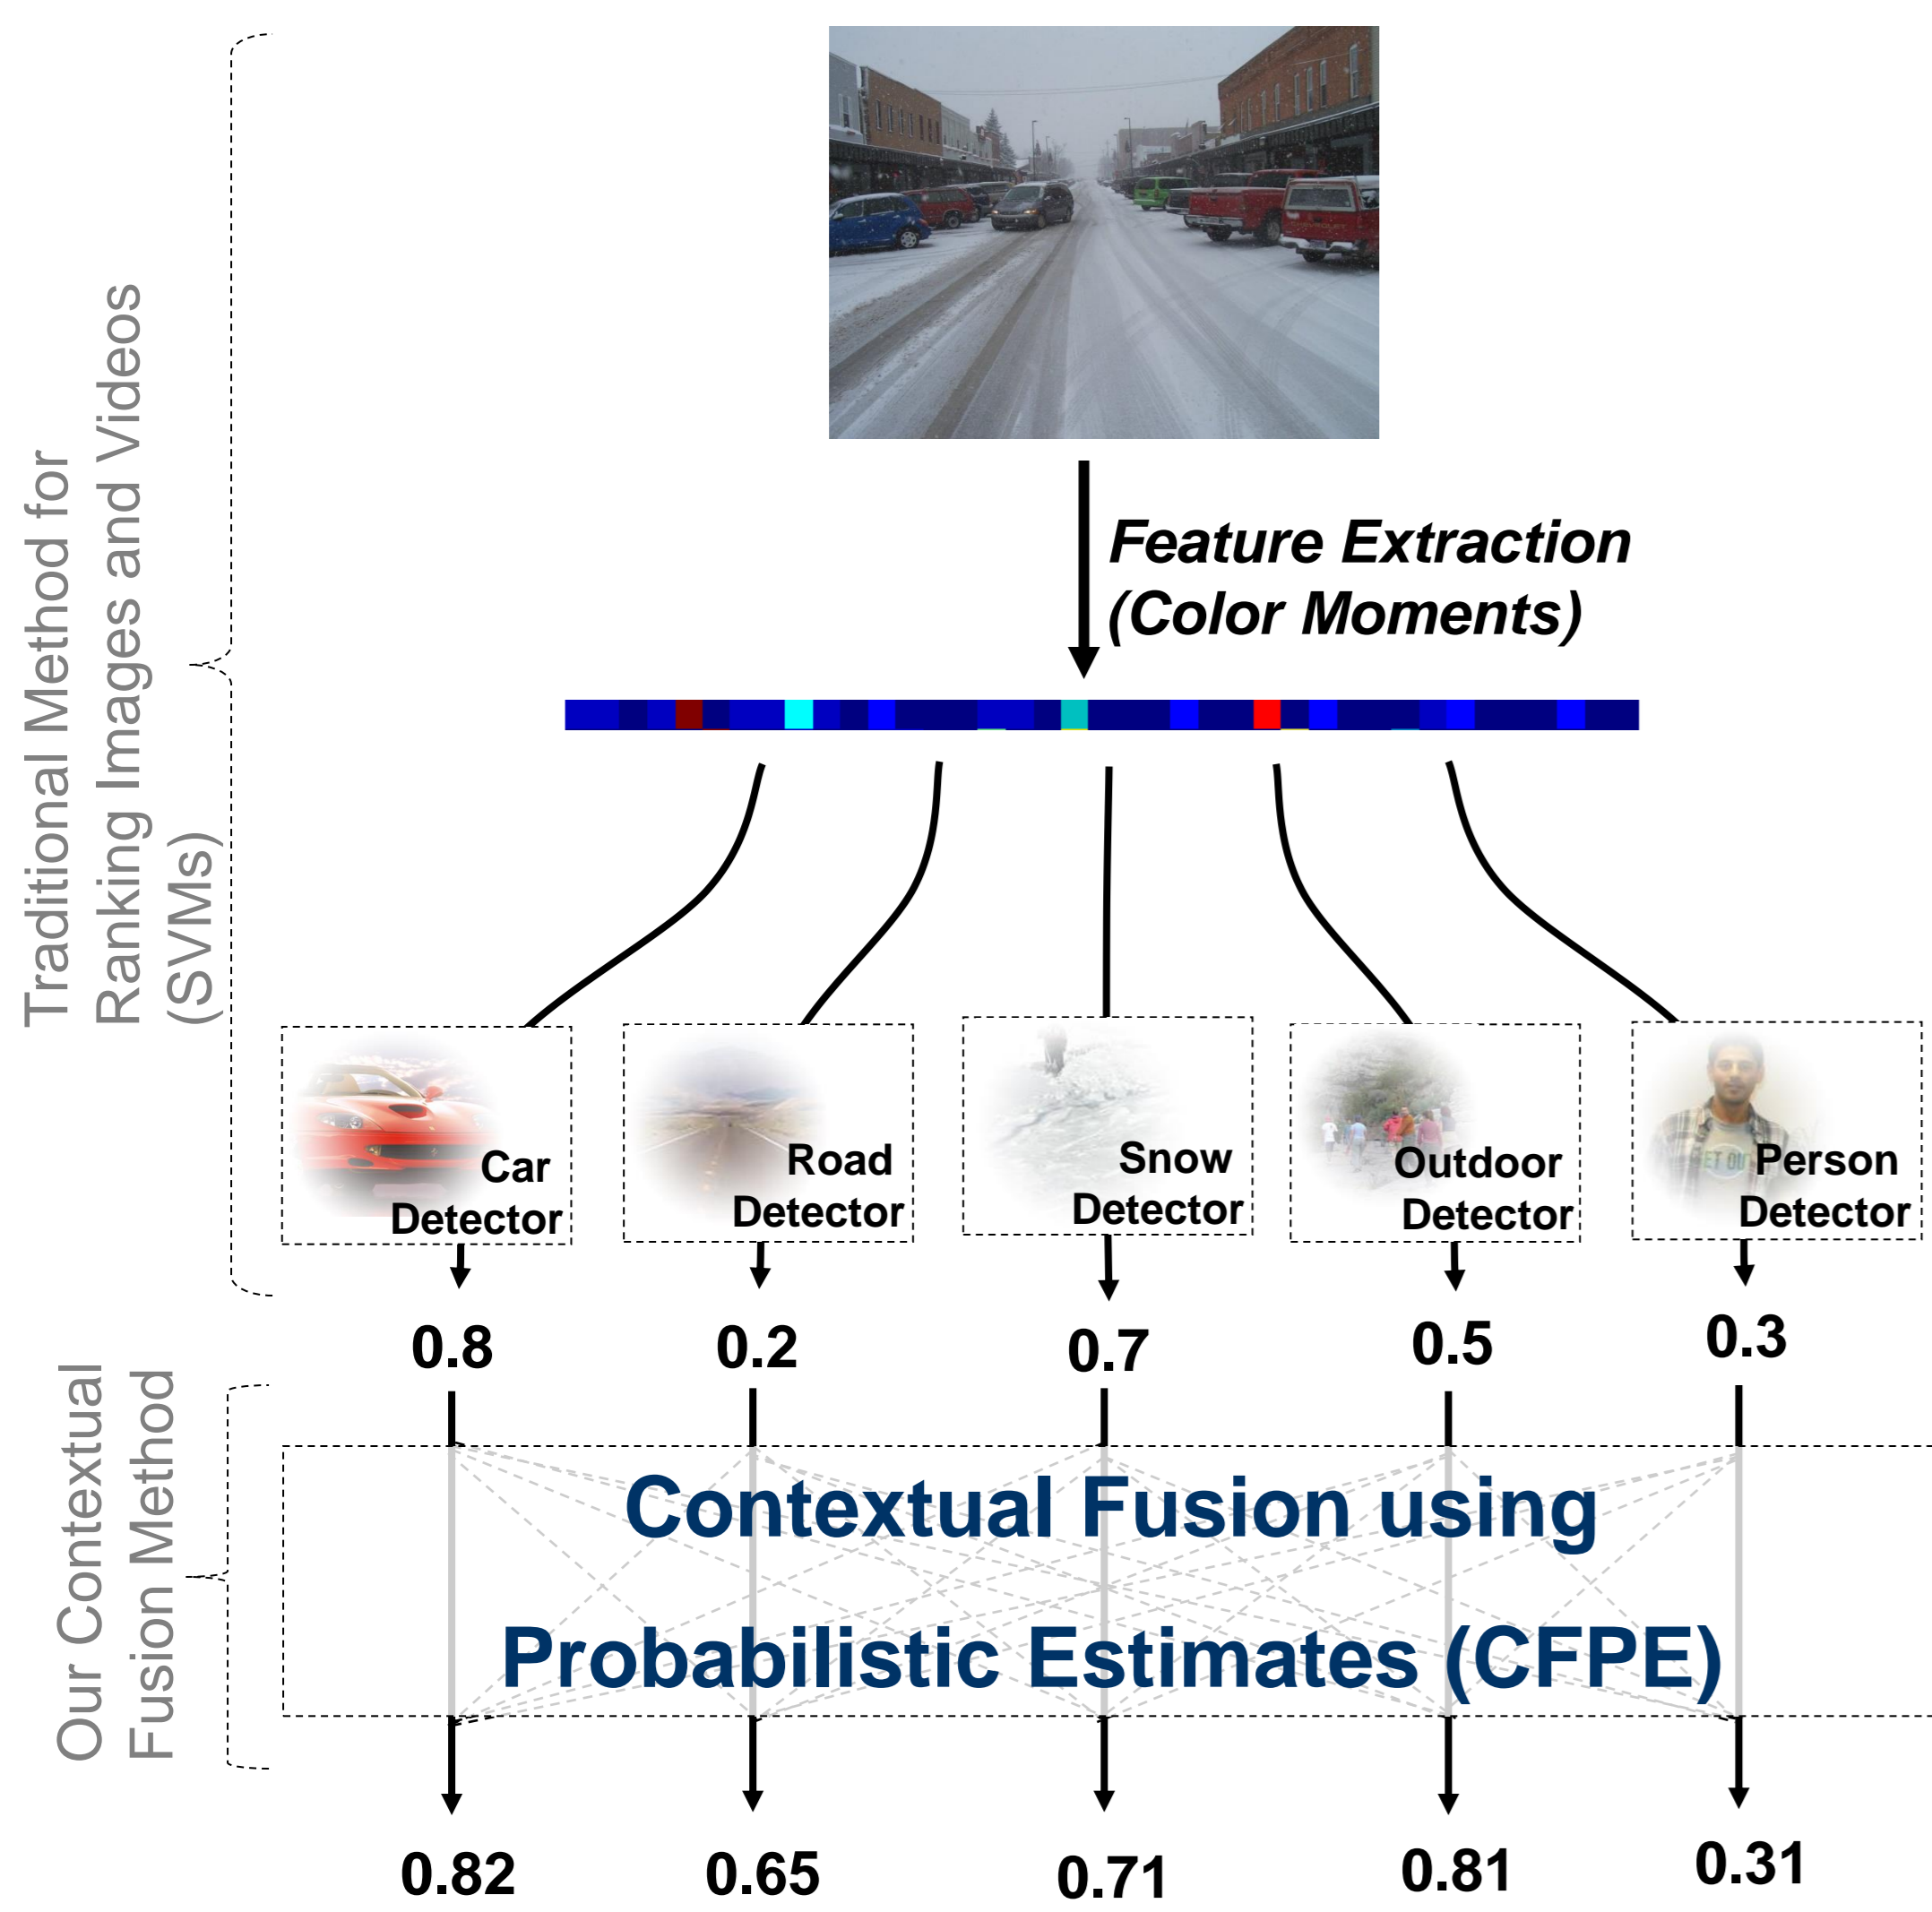 Traditional Method for
Ranking Images and Videos
(SVMs)
Feature Extraction
(Color Moments)
Car
Detector
Road
Detector
Snow
Detector
Outdoor
Detector
Person
Detector
0.8
0.2
0.7
0.5
0.3
Our Contextual
Fusion Method
Contextual Fusion using
Probabilistic Estimates (CFPE)
0.82
0.65
0.71
0.81
0.31